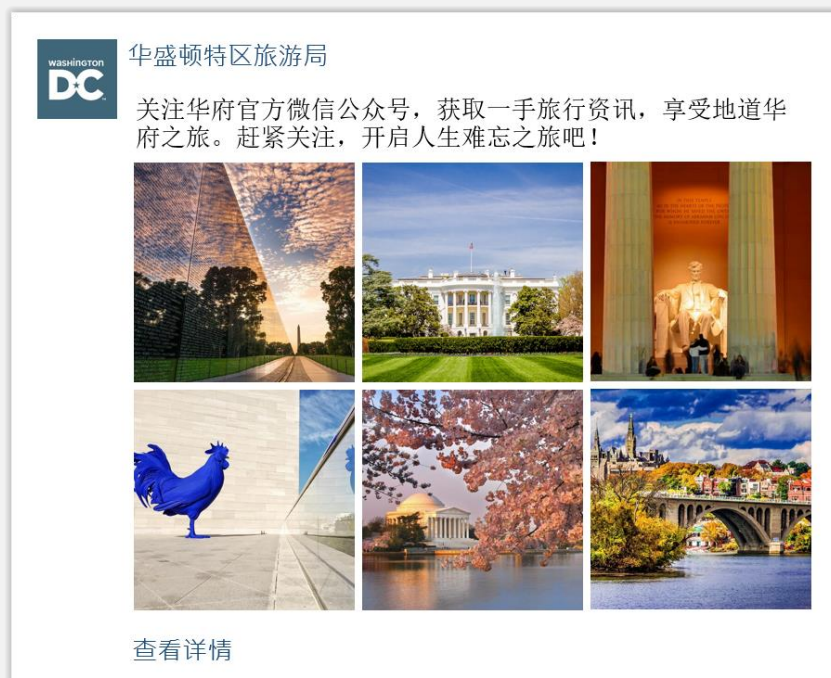 WASHINGTON
DC
华盛顿特区旅游局
关注华府官方微信公众号，获取一手旅行资讯，享受地道华
府之旅。赶紧关注，开启人生难忘之旅吧！
查看详情